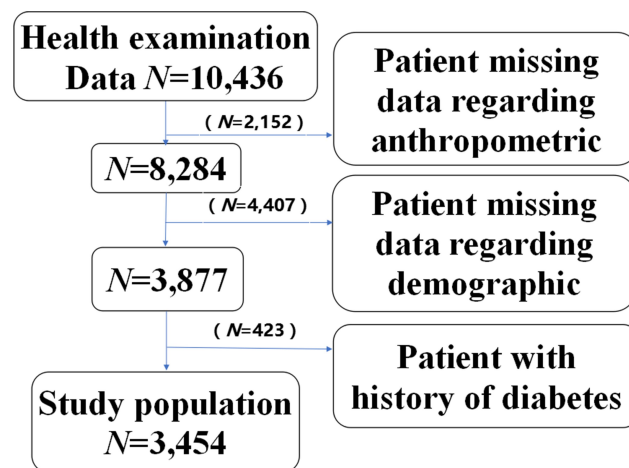 Health examination
Data N=10,436
Patient missing
data regarding
anthropometric
( N=2,152 )
N=8,284
( N=4,407 )
Patient missing
data regarding
demographic
N=3,877
( N=423 )
Patient with
history of diabetes
Study population
N=3,454